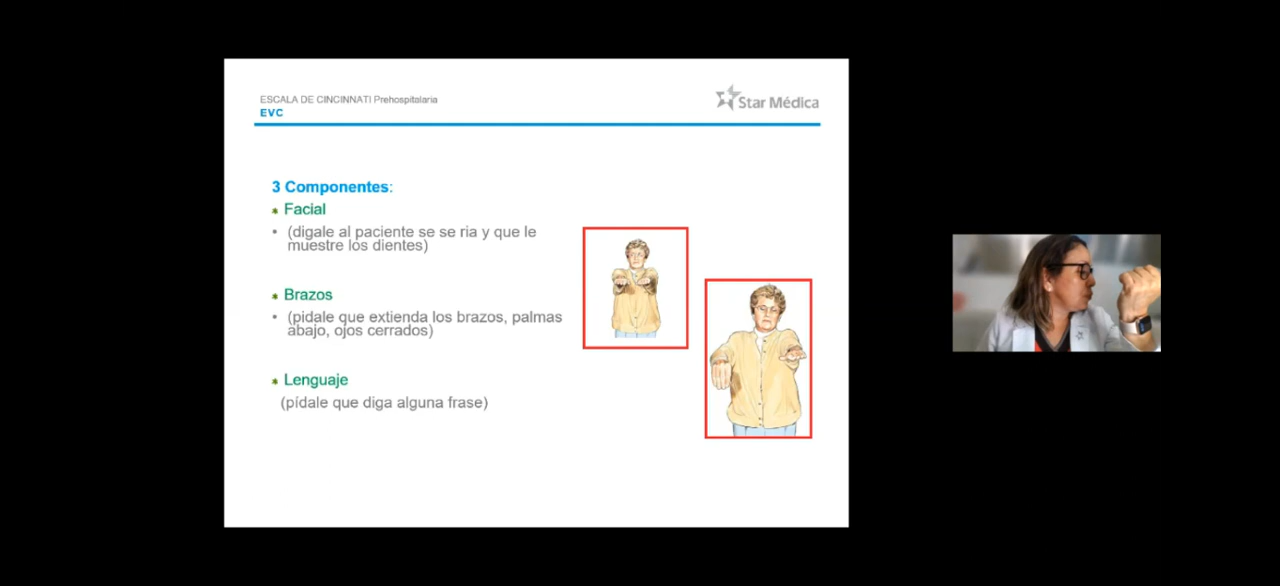 ESCALA DE CINCINNATI Prehospitalaria
EVC
Star Médica
3 Componentes:
Facial
(digale al paciente se se ria y que le
muestre los dientes)
Brazos
(pidale que extienda los brazos, palmas
abajo, ojos cerrados)
Lenguaje
(pídale que diga alguna frase)